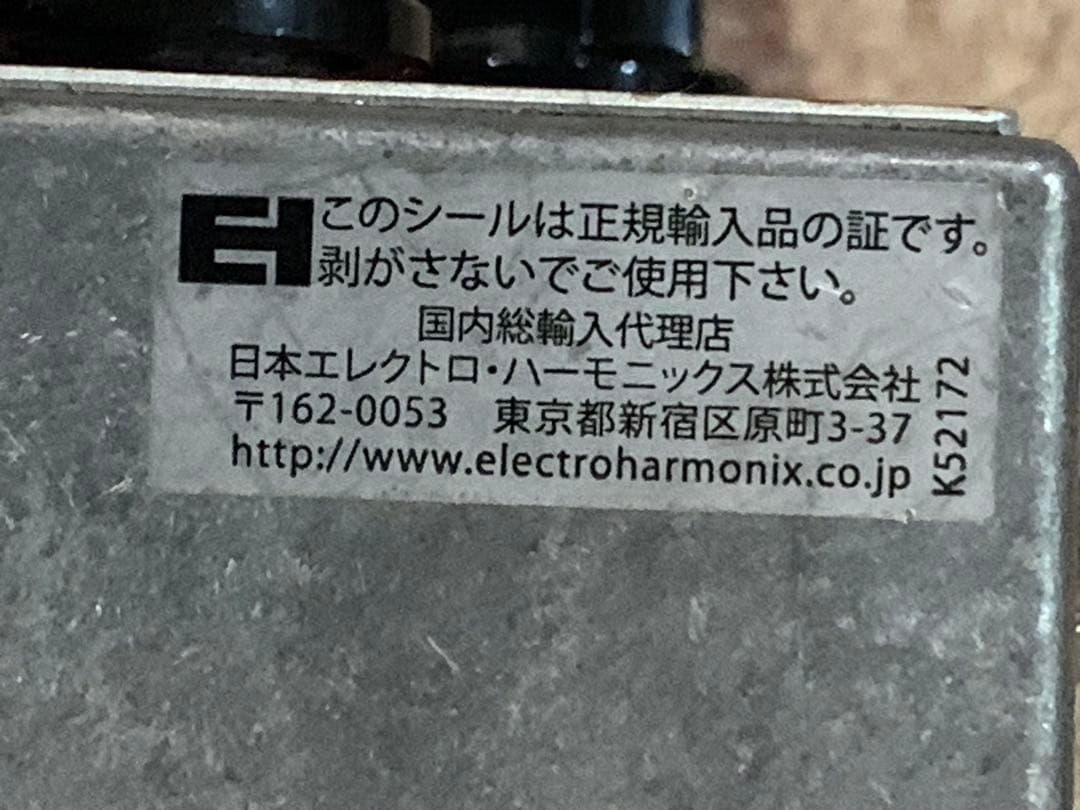 EH このシールは正規輸入品の証です。
剥がさないでご使用下さい。
国内総輸入代理店
日本エレクトロ・ハーモニックス株式会社
〒162-0053 東京都新宿区原町3-37
http://www.electroharmonix.co.jp
K52172